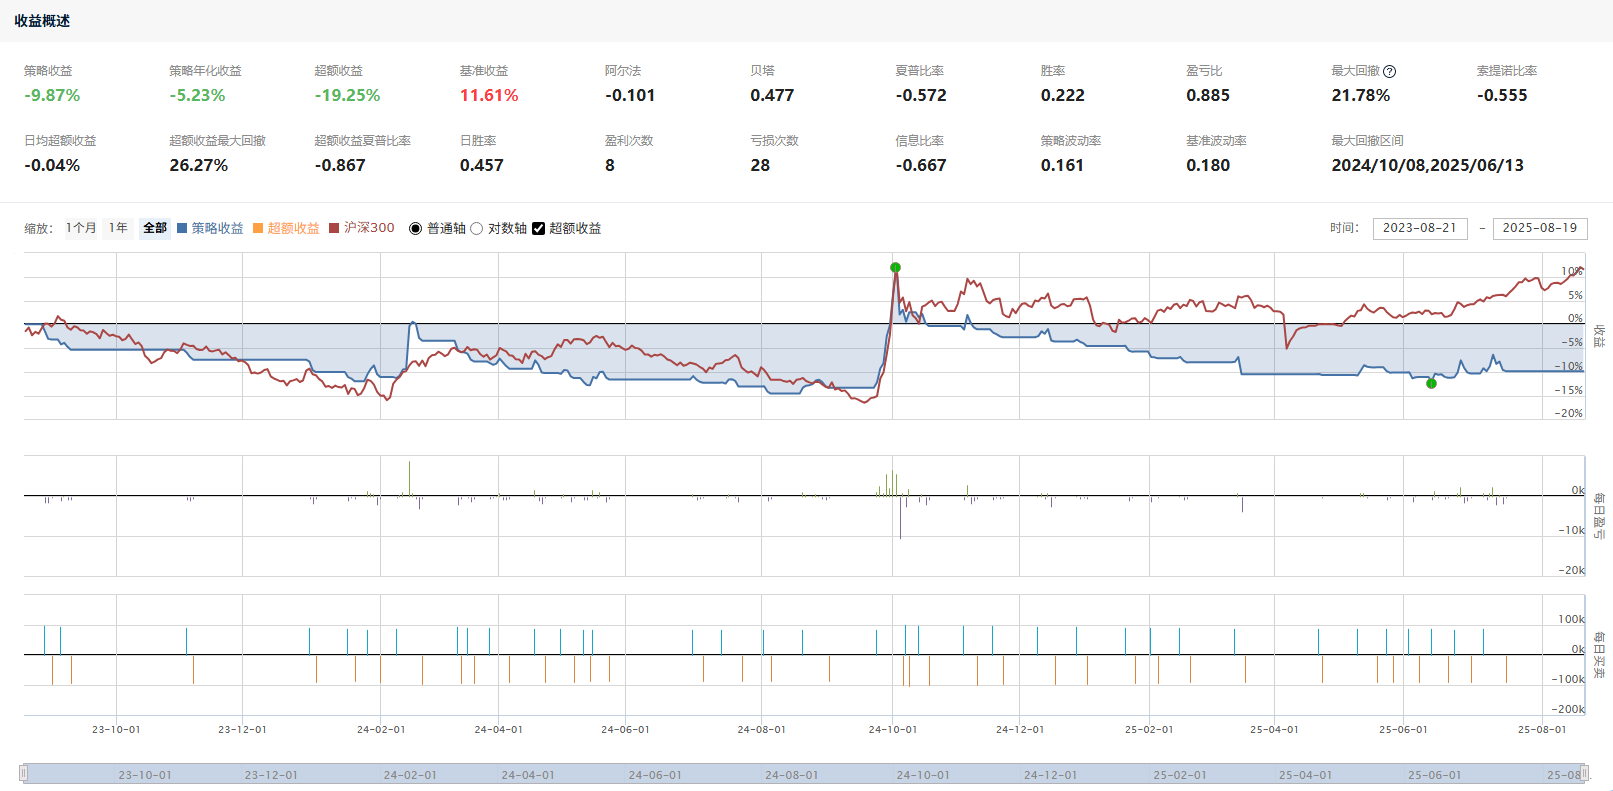 收益概述
策略收益 策略年化收益 超额收益 基准收益 阿尔法 贝塔 夏普比率 胜率 盈亏比 最大回撤 ? 索提诺比率
-9.87% -5.23% -19.25% 11.61% -0.101 0.477 -0.572 0.222 0.885 21.78% -0.555
日均超额收益 超额收益最大回撤 超额收益夏普比率 日胜率 盈利次数 亏损次数 信息比率 策略波动率 基准波动率 最大回撤区间
-0.04% 26.27% -0.867 0.457 8 28 -0.667 0.161 0.180 2024/10/08,2025/06/13
缩放: 1个月 1年 全部 策略收益 超额收益 沪深300 普通轴 对数轴 超额收益 时间: 2023-08-21 - 2025-08-19
10%
5%
0%
-5%
-10%
-15%
-20%
收益
0k
-10k
-20k
每日盈亏
100k
0k
-100k
-200k
每日买卖
23-10-01 23-12-01 24-02-01 24-04-01 24-06-01 24-08-01 24-10-01 24-12-01 25-02-01 25-04-01 25-06-01 25-08-01
23-10-01 23-12-01 24-02-01 24-04-01 24-06-01 24-08-01 24-10-01 24-12-01 25-02-01 25-04-01 25-06-01 25-08